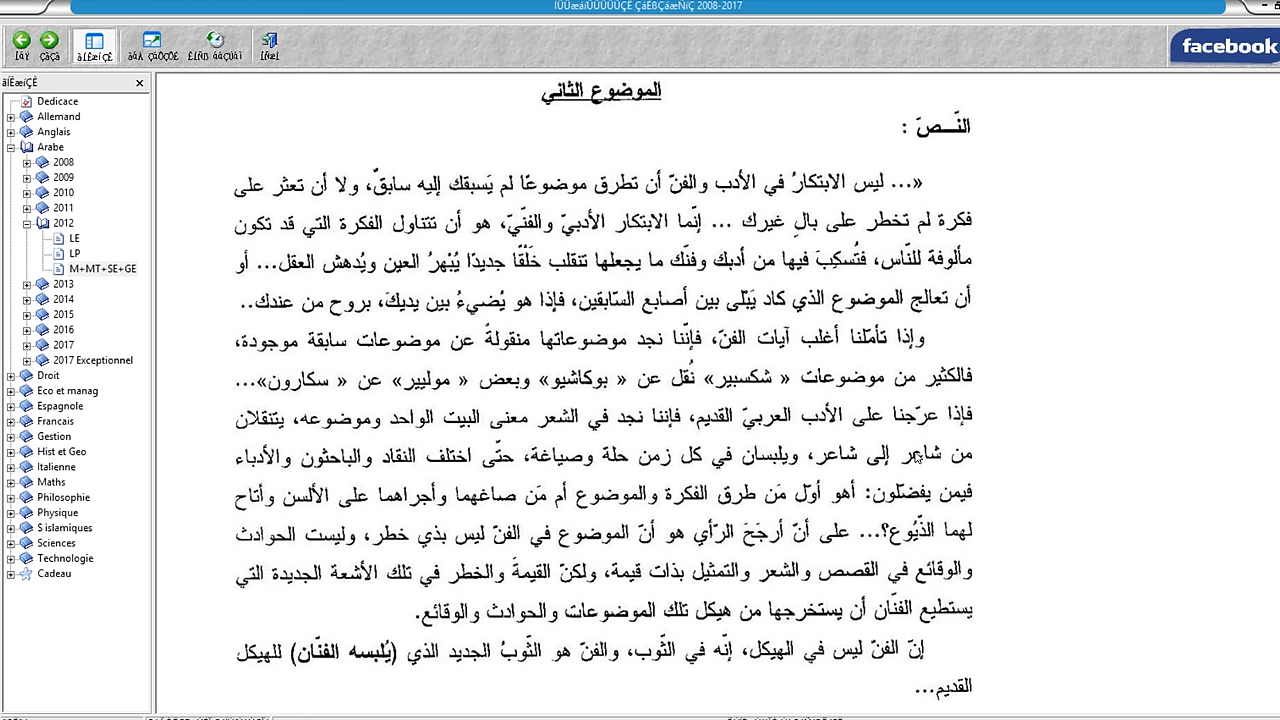 2008-2017
facebook
Dedicace
Allemand
Anglais
Arabe
2008
2009
2010
2011
2012
LE
LP
M+MT+SE+GE
2013
2014
2015
2016
2017
2017 Exceptionnel
Droit
Eco et manag
Espagnole
Francais
Gestion
Hist et Geo
Italienne
Maths
Philosophie
Physique
S islamiques
Sciences
Technologie
Cadeau
الموضوع الثاني
النّـــصّ :
«... ليس الابتكارُ في الأدب والفنّ أن تطرق موضوعًا لم يَسبقك إليه سابقٌ، ولا أن تعثر على
فكرة لم تخطر على بالِ غيرك ... إنّما الابتكار الأدبيّ والفنّيّ، هو أن تتناول الفكرة التي قد تكون
مألوفة للنّاس، فتُسكِبَ فيها من أدبك وفنّك ما يجعلها تتقلب خَلْقًا جديدًا يُبْهرُ العين ويُدهش العقل... أو
أن تعالج الموضوع الذي كاد يَبْلى بين أصابع السّابقين، فإذا هو يُضيءُ بين يديكَ، بروح من عندك..
وإذا تأمّلنا أغلب آيات الفنّ، فإنّنا نجد موضوعاتها منقولةً عن موضوعات سابقة موجودة،
فالكثير من موضوعات « شكسبير» نُقل عن « بوكاشيو» وبعض « موليير» عن « سكارون»...
فإذا عرّجنا على الأدب العربيّ القديم، فإننا نجد في الشعر معنى البيت الواحد وموضوعه، يتنقلان
من شاعر إلى شاعر، ويلبسان في كل زمن حلة وصياغة، حتّى اختلف النقاد والباحثون والأدباء
فيمن يفضّلون: أهو أوّل مَن طرق الفكرة والموضوع أم مَن صاغهما وأجراهما على الألسن وأتاح
لهما الذُّيُوع؟... على أنّ أرجَحَ الرّأي هو أنّ الموضوع في الفنّ ليس بذي خطر، وليست الحوادث
والوقائع في القصص والشعر والتمثيل بذات قيمة، ولكنّ القيمةَ والخطر في تلك الأشعة الجديدة التي
يستطيع الفنّان أن يستخرجها من هيكل تلك الموضوعات والحوادث والوقائع.
إنّ الفنّ ليس في الهيكل، إنّه في الثّوب، والفنّ هو الثّوبُ الجديد الذي (يُلبسه الفنّان) للهيكل
القديم...